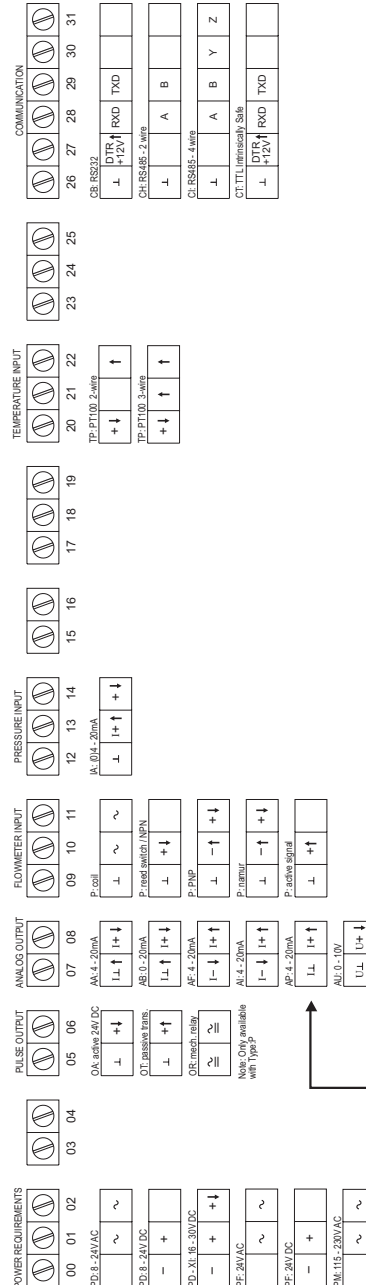 POWER REQUIREMENTS
00 01 02
PD: 8 - 24V AC
~ ~
PD: 8 - 24V DC
− +
PD - XI: 16 - 30V DC
− + +↓
PF: 24V AC
~ ~
PF: 24V DC
− +
PM: 115 - 230V AC
03 04
PULSE OUTPUT
05 06
OA: active 24V DC
⊥ +↓
OT: passive trans.
⊥ +↑
OR: mech. relay
Note: Only available
with Type:P
ANALOG OUTPUT
07 08
AA: 4 - 20mA
I⊥↑ I+↓
AB: 0 - 20mA
I⊥↑ I+↓
AF: 4 - 20mA
I−↓ I+↑
AI: 4 - 20mA
I−↓ I+↑
AP: 4 - 20mA
I⊥ I+↑
AU: 0 - 10V
U⊥ U+↓
FLOWMETER INPUT
09 10 11
P: coil
⊥ ~ ~
P: reed switch / NPN
⊥ +↓
P: PNP
⊥ −↑ +↓
P: namur
⊥ −↑ +↓
P: active signal
⊥ +↑
PRESSURE INPUT
12 13 14
IA: (0)4 - 20mA
⊥ I+↑ +↓
15 16
17 18 19
TEMPERATURE INPUT
20 21 22
TP: PT100 2-wire
+↓ ↑
TP: PT100 3-wire
+↓ ↑ ↑
23 24 25
COMMUNICATION
26 27 28 29 30 31
CB: RS232
⊥ DTR +12V↑ RXD TXD
CH: RS485 - 2 wire
⊥ A B
CI: RS485 - 4 wire
⊥ A B Y Z
CT: TTL Intrinsically Safe
⊥ DTR +12V↑ RXD TXD